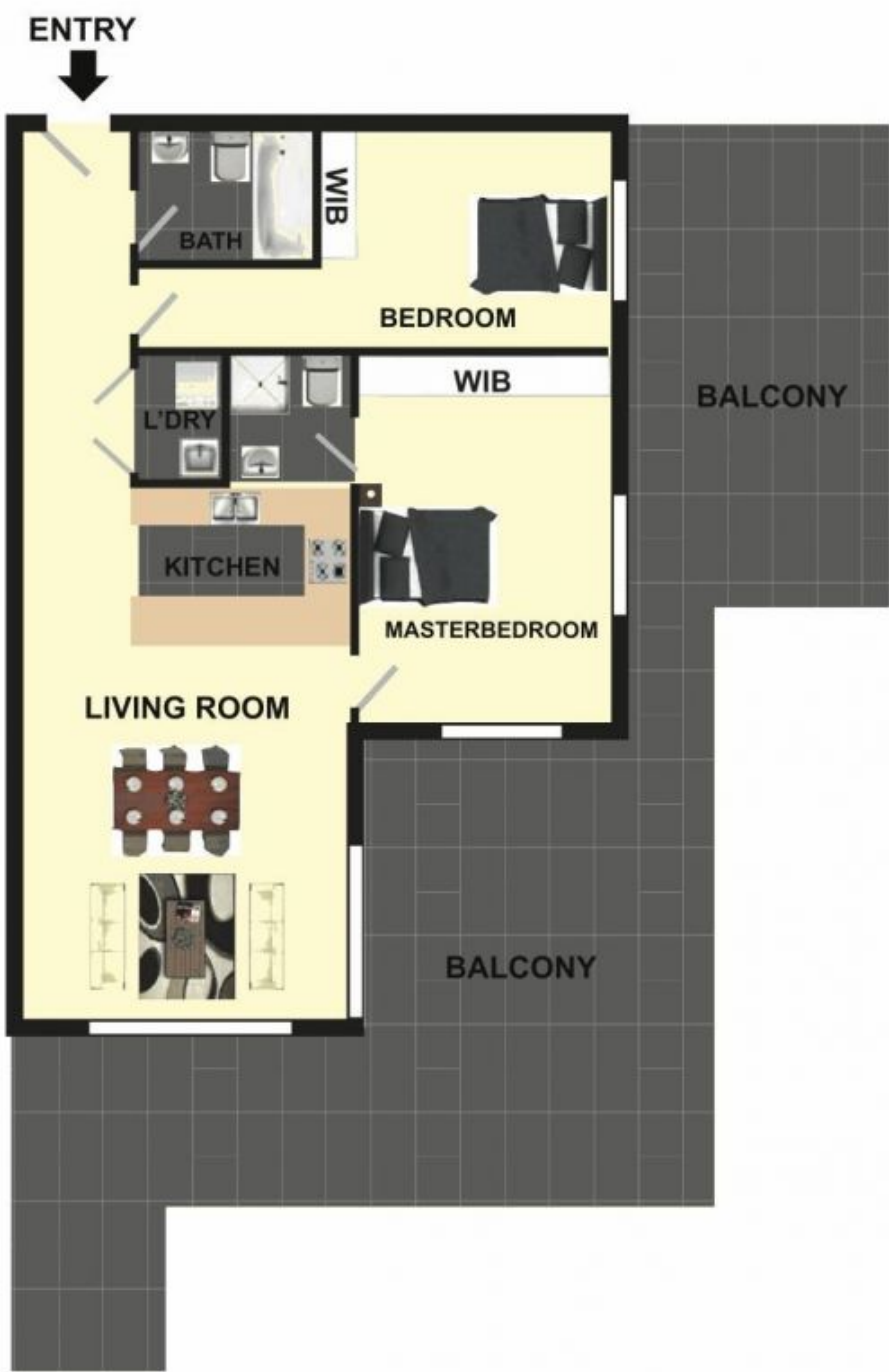 ENTRY
BATH
WIB
BEDROOM
WIB
BALCONY
L'DRY
KITCHEN
MASTERBEDROOM
LIVING ROOM
BALCONY